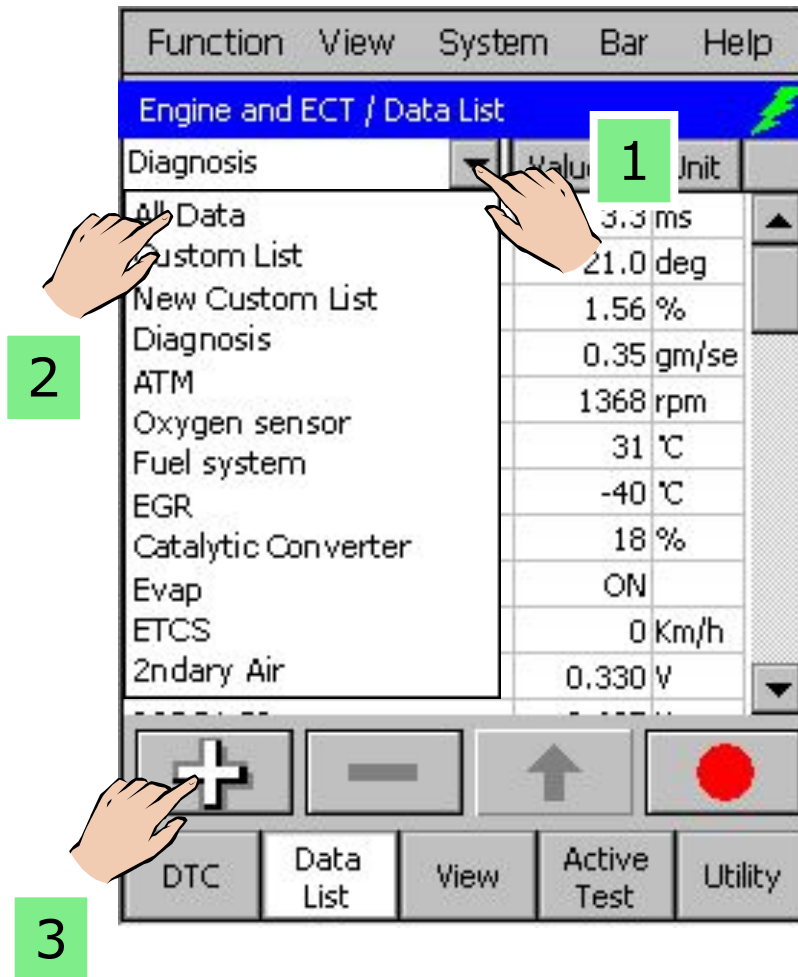 Function View System Bar Help
Engine and ECT / Data List
Diagnosis
1
Unit
All Data
3.3 ms
Custom List
21.0 deg
New Custom List
1.56 %
2
Diagnosis
0.35 gm/se
ATM
1368 rpm
Oxygen sensor
31 ℃
Fuel system
EGR
-40 ℃
Catalytic Converter
18 %
Evap
ON
ETCS
0 Km/h
2ndary Air
0.330 V
DTC
Data List
View
Active Test
Utility
3